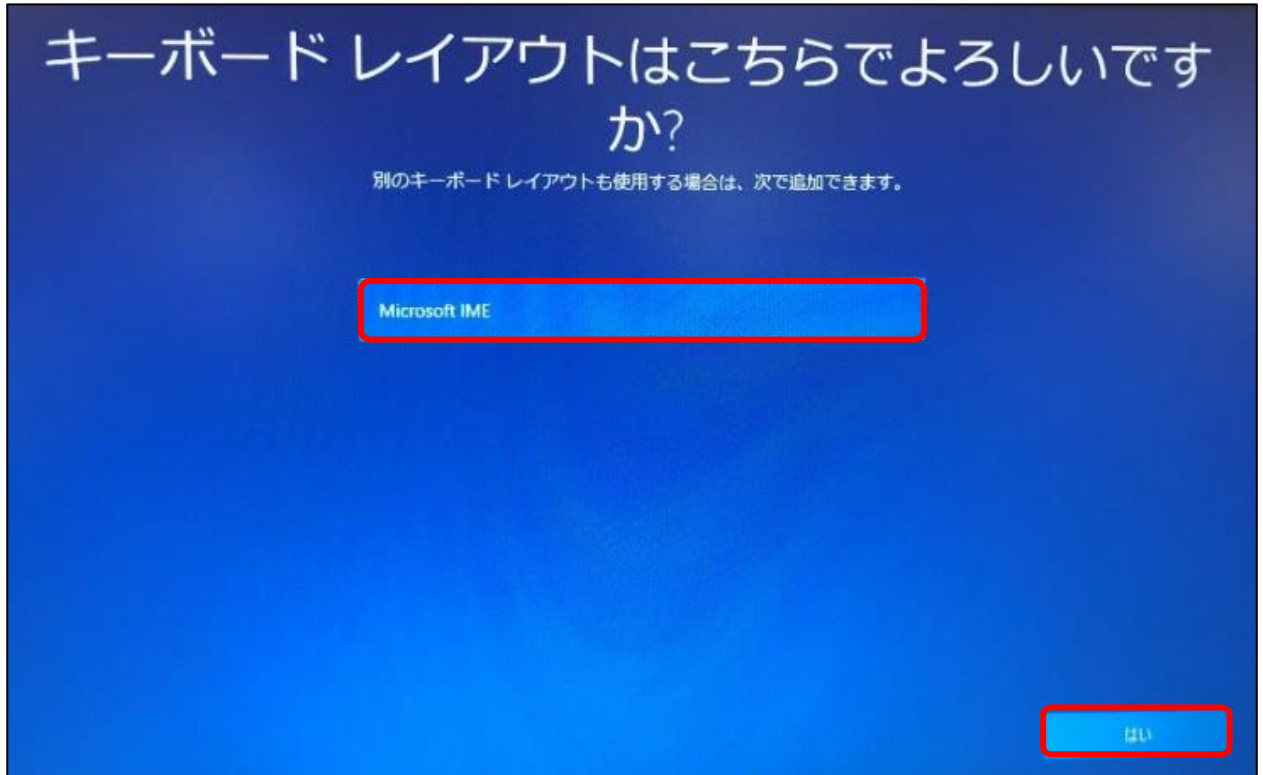 キーボード レイアウトはこちらでよろしいです
か?
別のキーボード レイアウトも使用する場合は、次で追加できます。
Microsoft IME
はい